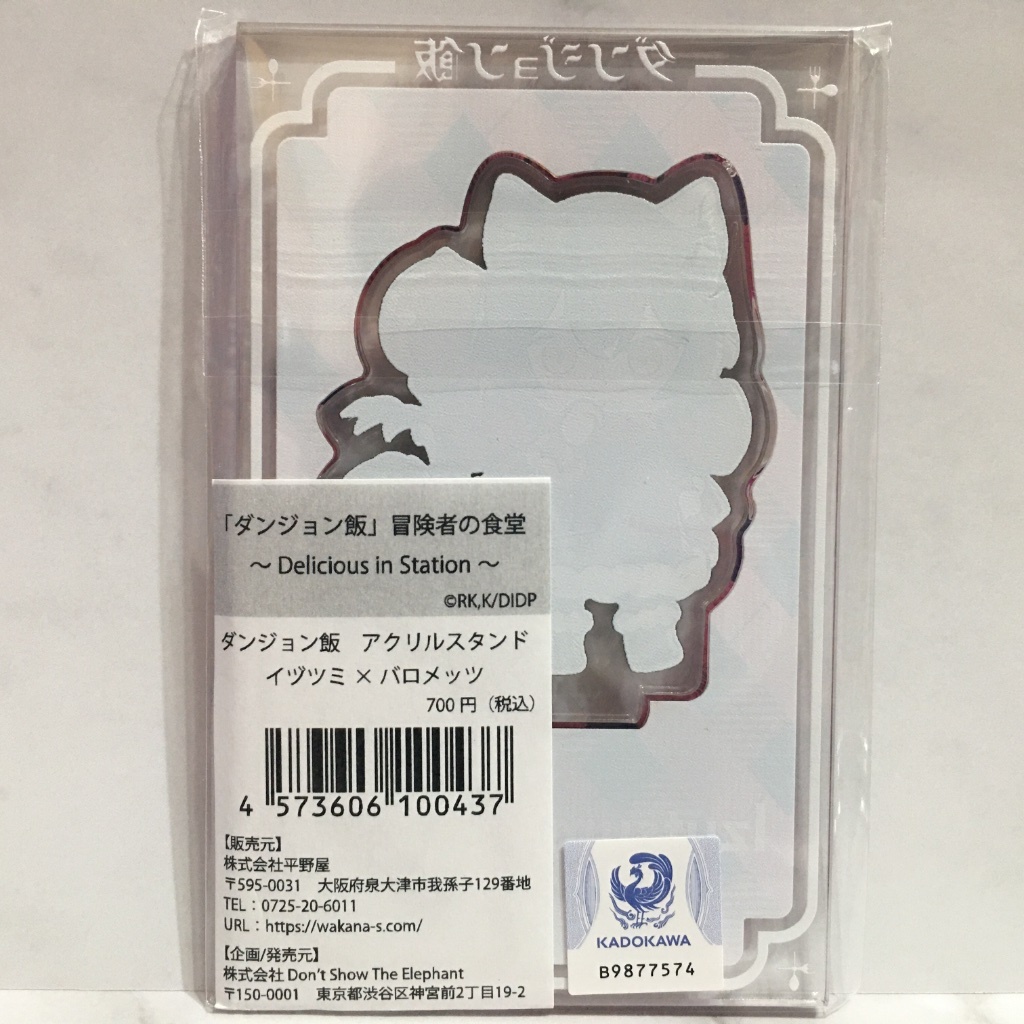 ダンジョン飯
「ダンジョン飯」冒険者の食堂
～ Delicious in Station ～
©RK,K/DIDP
ダンジョン飯　アクリルスタンド
イヅツミ × バロメッツ
700 円（税込）
4 573606 100437
【販売元】
株式会社平野屋
〒595-0031　大阪府泉大津市我孫子129番地
TEL：0725-20-6011
URL：https://wakana-s.com/
【企画/発売元】
株式会社 Don't Show The Elephant
〒150-0001　東京都渋谷区神宮前2丁目19-2
KADOKAWA
B9877574